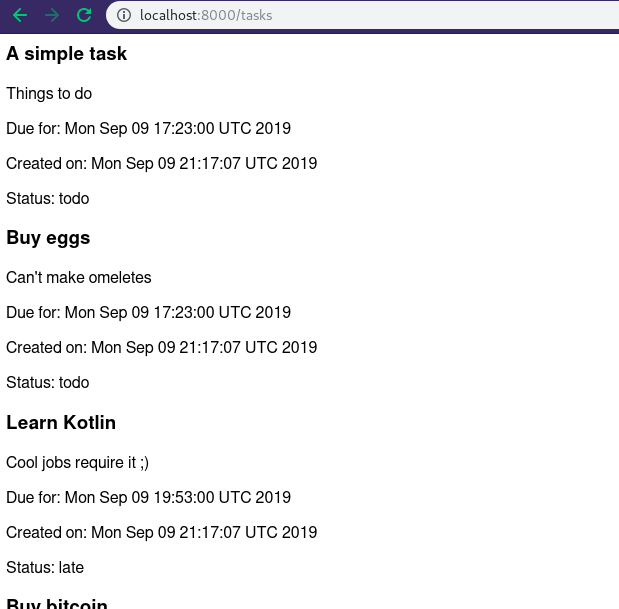 localhost:8000/tasks
A simple task
Things to do
Due for: Mon Sep 09 17:23:00 UTC 2019
Created on: Mon Sep 09 21:17:07 UTC 2019
Status: todo
Buy eggs
Can't make omeletes
Due for: Mon Sep 09 17:23:00 UTC 2019
Created on: Mon Sep 09 21:17:07 UTC 2019
Status: todo
Learn Kotlin
Cool jobs require it ;)
Due for: Mon Sep 09 19:53:00 UTC 2019
Created on: Mon Sep 09 21:17:07 UTC 2019
Status: late
Buy bitcoin